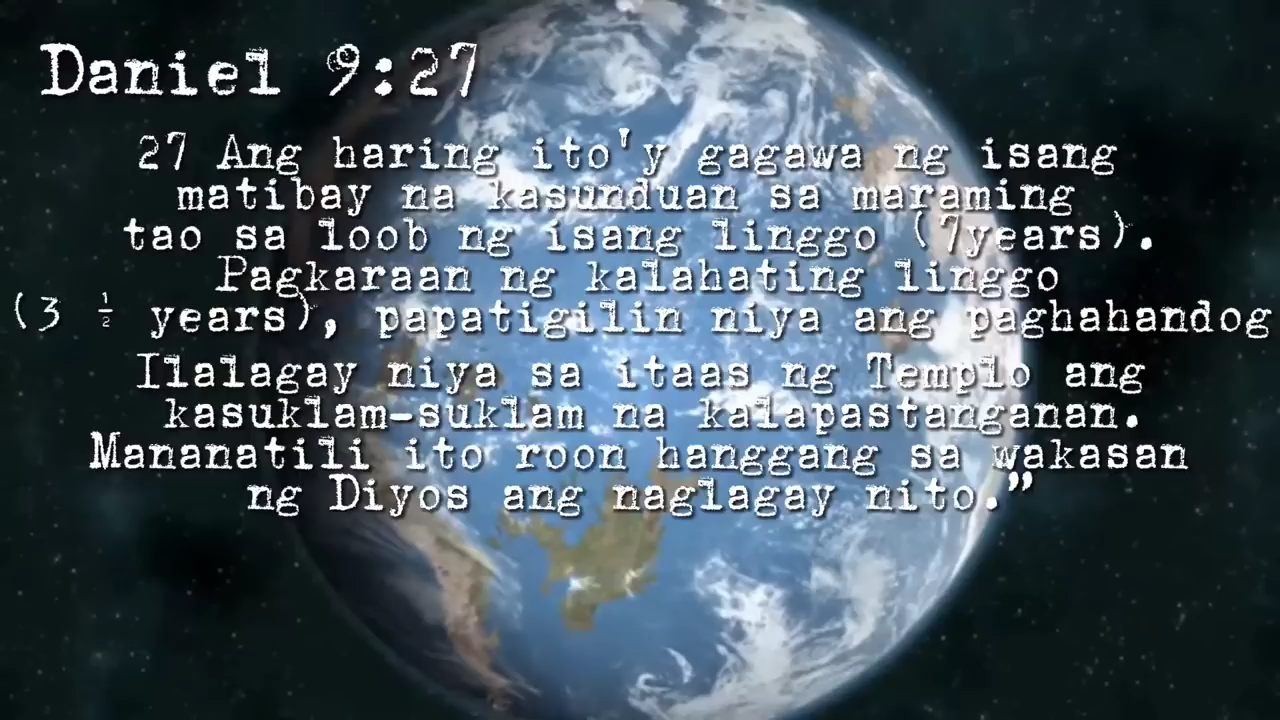 Daniel 9:27
27 Ang haring ito'y gagawa ng isang
matibay na kasunduan sa maraming
tao sa loob ng isang linggo (7years).
Pagkaraan ng kalahating linggo
(3 ½ years), papatigilin niya ang paghahandog
Ilalagay niya sa itaas ng Templo ang
kasuklam-suklam na kalapastanganan.
Mananatili ito roon hanggang sa wakasan
ng Diyos ang naglagay nito.”